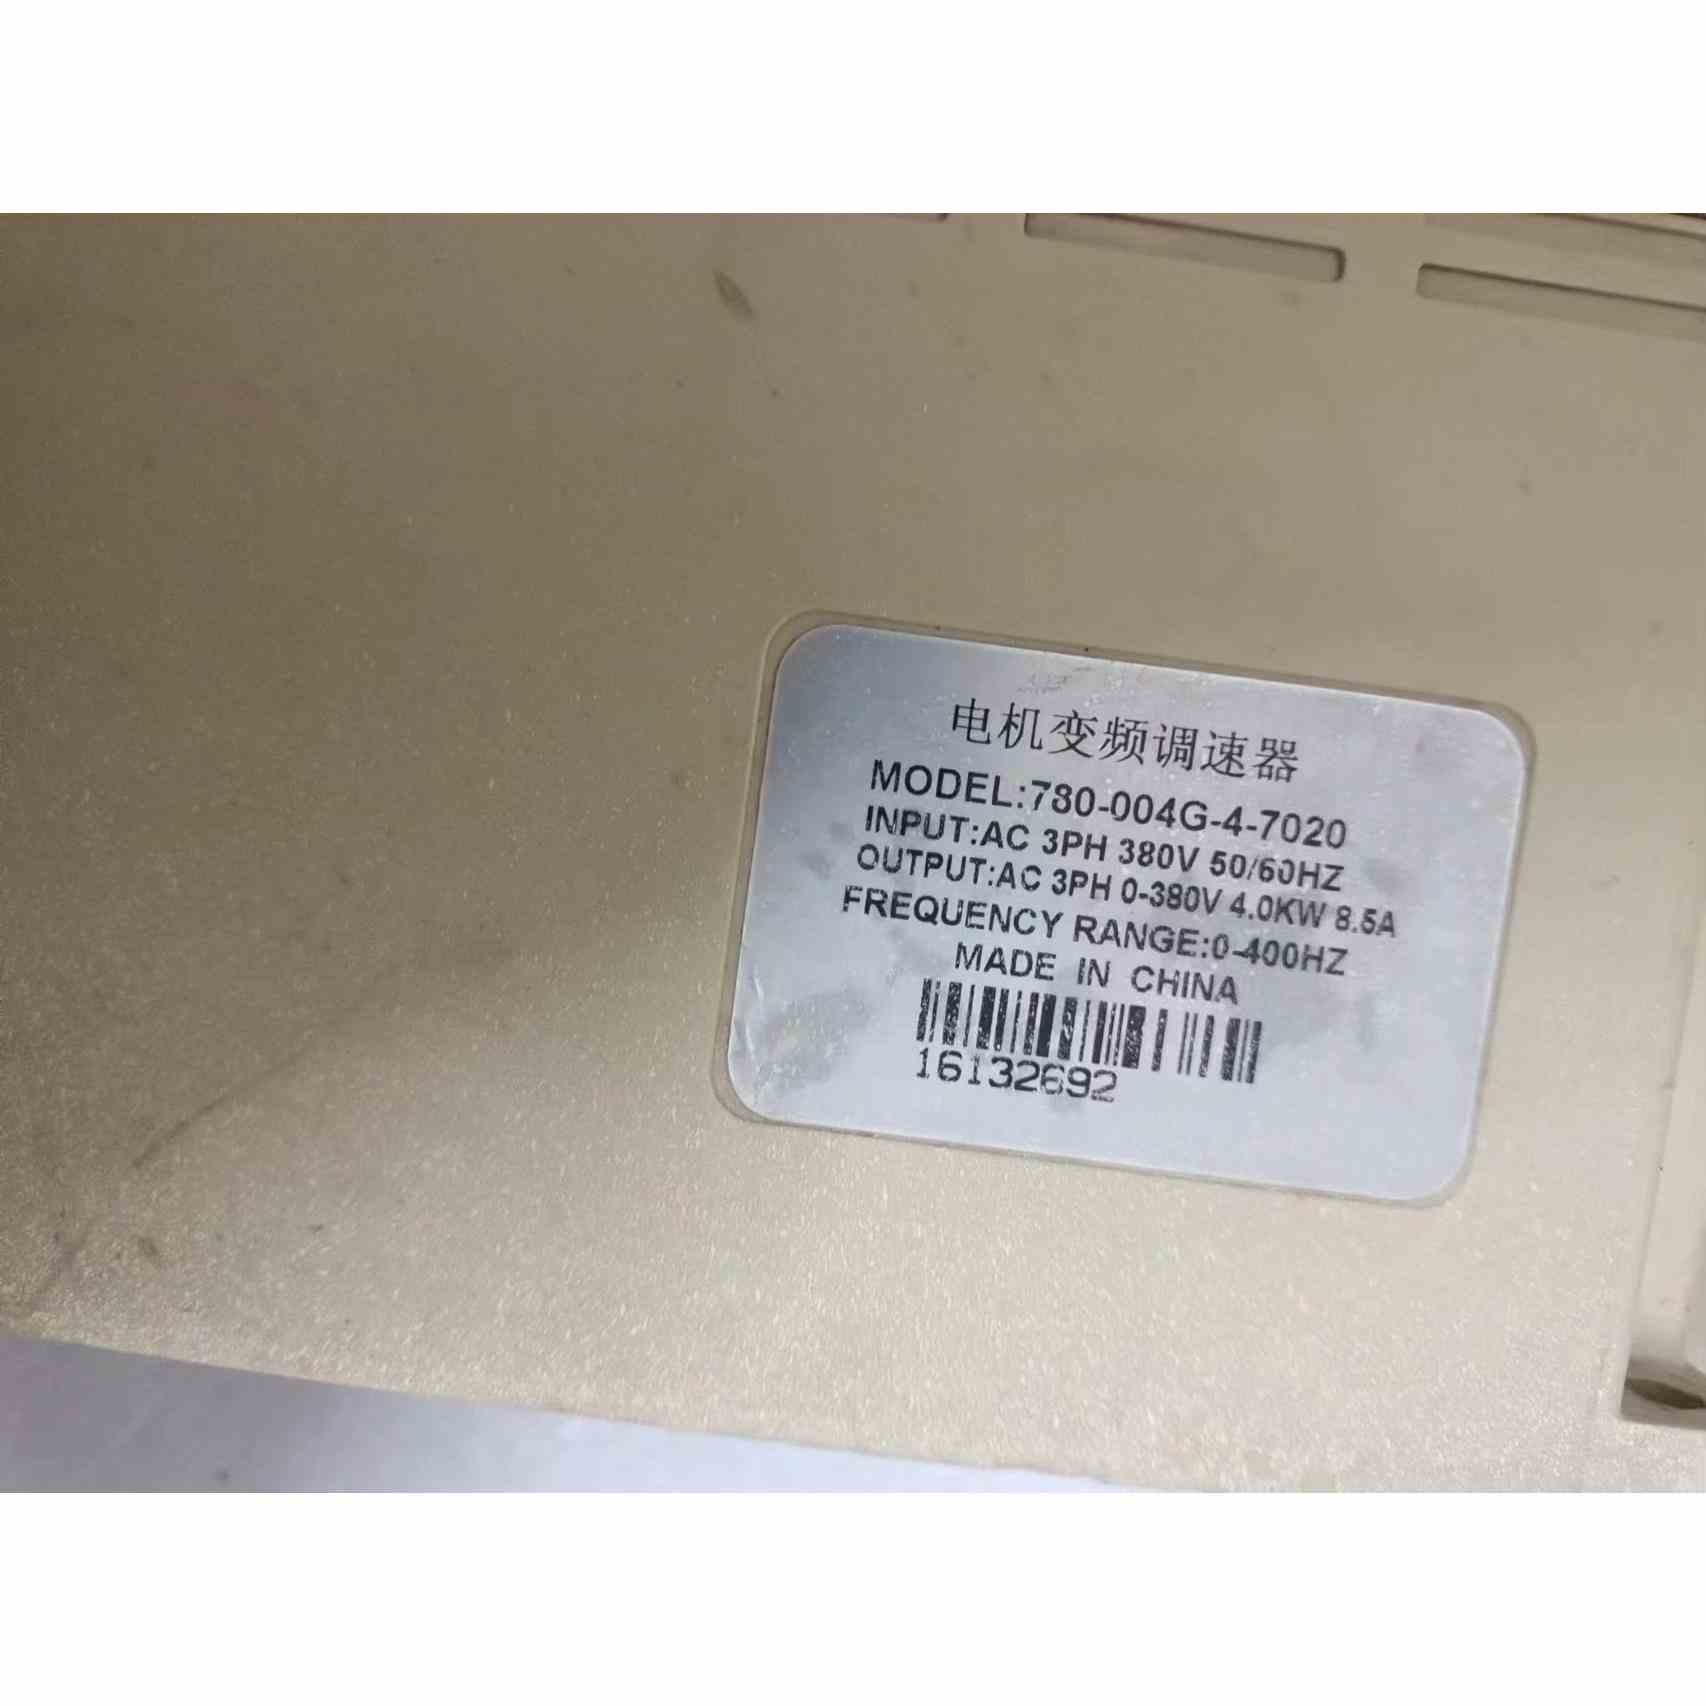 电机变频调速器
MODEL:780-004G-4-7020
INPUT:AC 3PH 380V 50/60HZ
OUTPUT:AC 3PH 0-380V 4.0KW 8.5A
FREQUENCY RANGE:0-400HZ
MADE IN CHINA
16132692